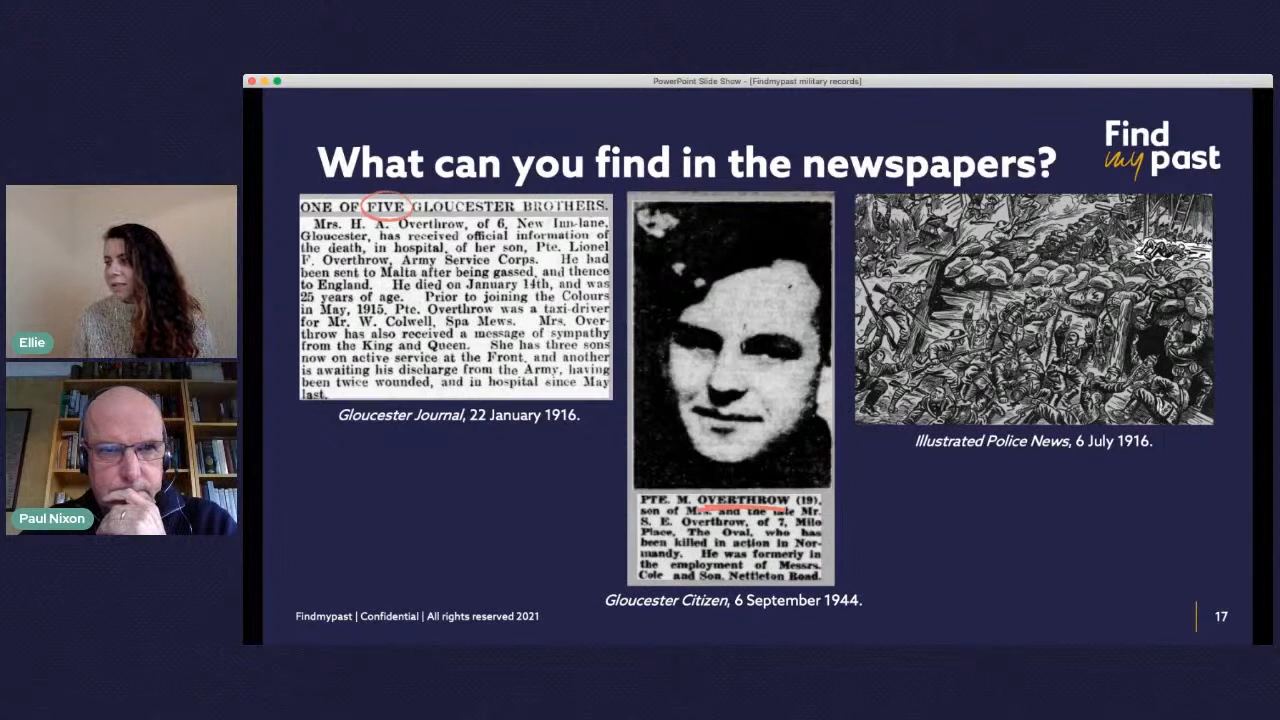 PowerPoint Slide Show - [Findmypast military records]
What can you find in the newspapers?
Find
my past
ONE OF FIVE GLOUCESTER BROTHERS.
Mrs. H. A. Overthrow, of 6, New Inn-lane,
Gloucester, has received official information of
the death, in hospital, of her son, Pte. Lionel
F. Overthrow, Army Service Corps. He had
been sent to Malta after being gassed, and thence
to England. He died on January 14th, and was
25 years of age. Prior to joining the Colours
in May, 1915, Pte. Overthrow was a taxi-driver
for Mr. W. Colwell, Spa Mews. Mrs. Over-
throw has also received a message of sympathy
from the King and Queen. She has three sons
now on active service at the Front, and another
is awaiting his discharge from the Army, having
been twice wounded, and in hospital since May
last.
Gloucester Journal, 22 January 1916.
PTE. M. OVERTHROW (19),
son of Mrs. and the late Mr.
S. E. Overthrow, of 7, Milo
Place, The Oval, who has
been killed in action in Nor-
mandy. He was formerly in
the employment of Messrs.
Cole and Son, Nettleton Road.
Gloucester Citizen, 6 September 1944.
Illustrated Police News, 6 July 1916.
Ellie
Paul Nixon
Findmypast | Confidential | All rights reserved 2021
17